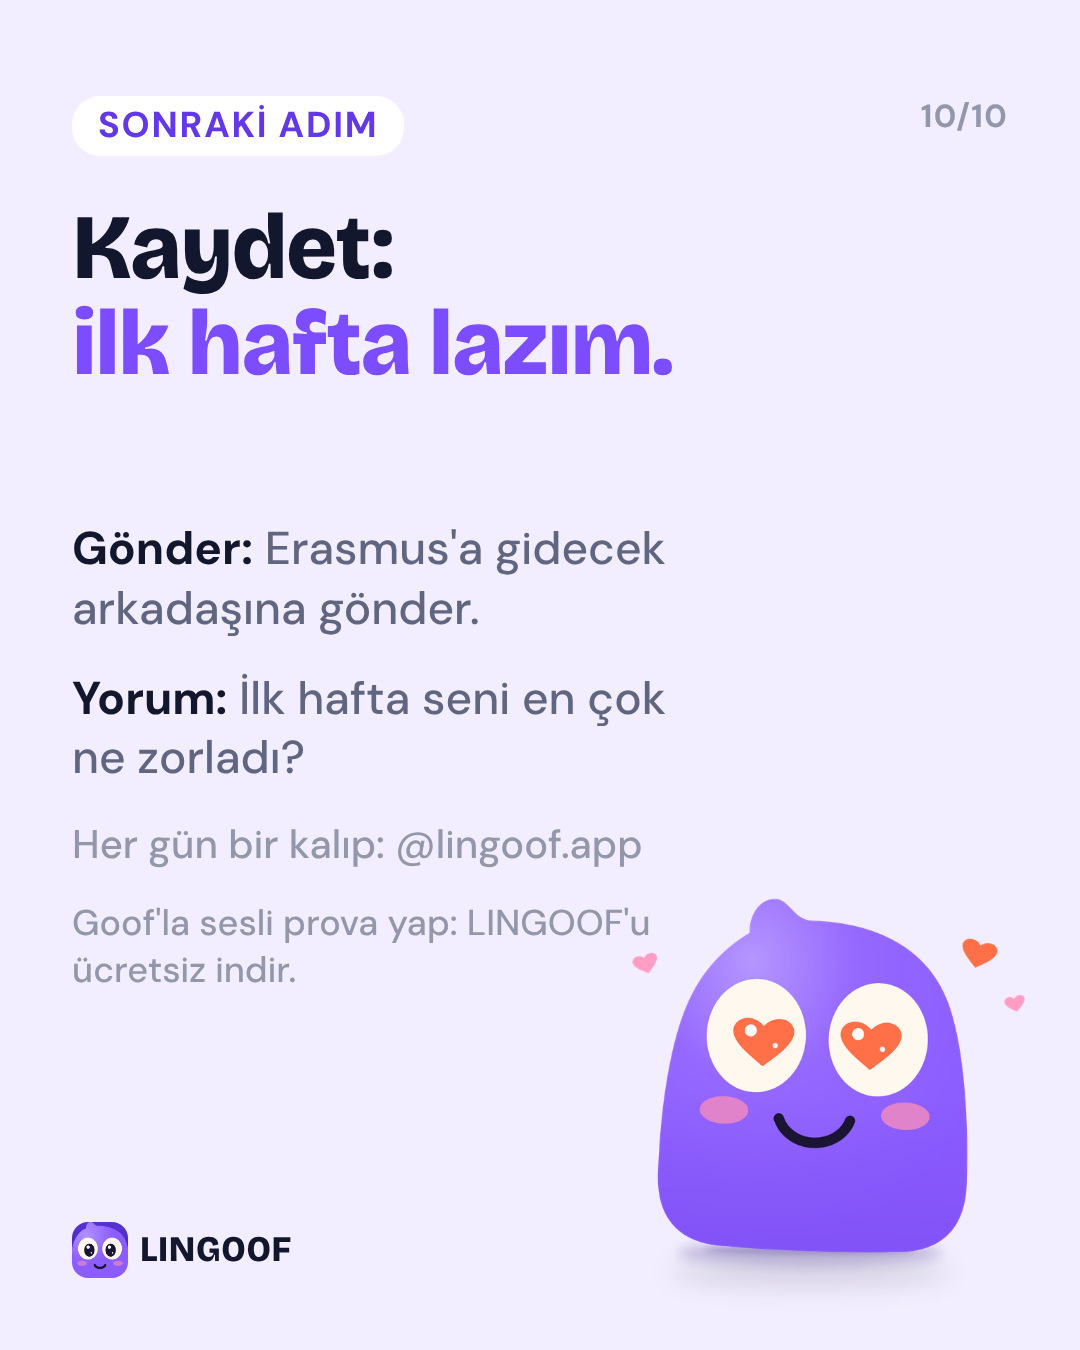 SONRAKİ ADIM
10/10
Kaydet:
ilk hafta lazım.
Gönder: Erasmus'a gidecek
arkadaşına gönder.
Yorum: İlk hafta seni en çok
ne zorladı?
Her gün bir kalıp: @lingoof.app
Goof'la sesli prova yap: LINGOOF'u
ücretsiz indir.
LINGOOF